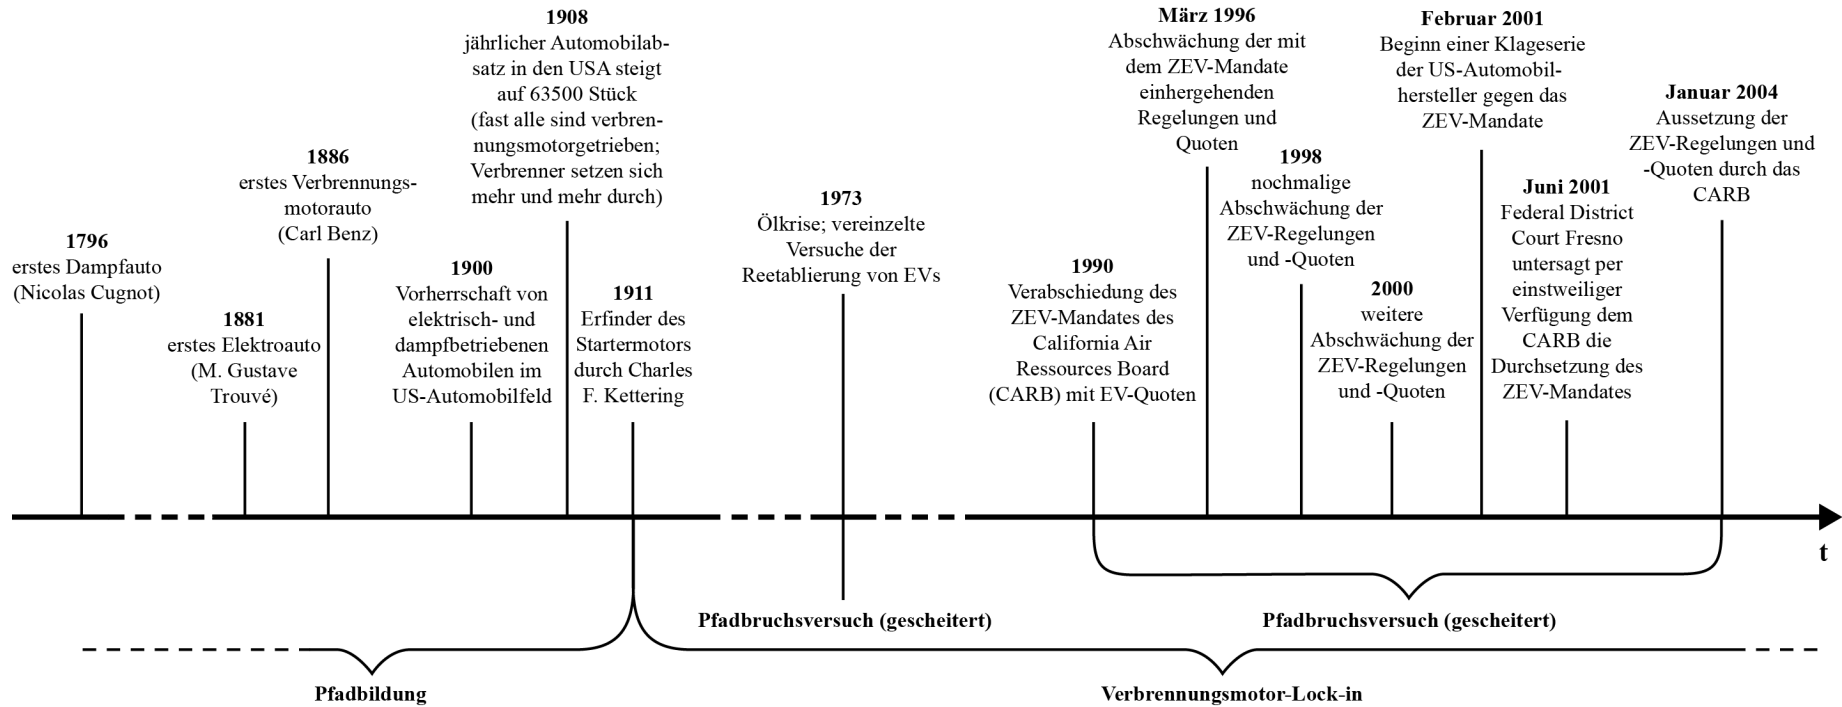 1796
erstes Dampfauto
(Nicolas Cugnot)
1881
erstes Elektroauto
(M. Gustave
Trouvé)
1886
erstes Verbrennungs-
motorauto
(Carl Benz)
1900
Vorherrschaft von
elektrisch- und
dampfbetriebenen
Automobilen im
US-Automobilfeld
1908
jährlicher Automobilab-
satz in den USA steigt
auf 63500 Stück
(fast alle sind verbren-
nungsmotorgetrieben;
Verbrenner setzen sich
mehr und mehr durch)
1911
Erfinder des
Startermotors
durch Charles
F. Kettering
1973
Ölkrise; vereinzelte
Versuche der
Reetablierung von EVs
1990
Verabschiedung des
ZEV-Mandates des
California Air
Ressources Board
(CARB) mit EV-Quoten
März 1996
Abschwächung der mit
dem ZEV-Mandate
einhergehenden
Regelungen und
Quoten
1998
nochmalige
Abschwächung der
ZEV-Regelungen
und -Quoten
2000
weitere
Abschwächung der
ZEV-Regelungen
und -Quoten
Februar 2001
Beginn einer Klageserie
der US-Automobil-
hersteller gegen das
ZEV-Mandate
Juni 2001
Federal District
Court Fresno
untersagt per
einstweiliger
Verfügung dem
CARB die
Durchsetzung des
ZEV-Mandates
Januar 2004
Aussetzung der
ZEV-Regelungen und
-Quoten durch das
CARB
t
Pfadbruchsversuch (gescheitert)
Pfadbruchsversuch (gescheitert)
Pfadbildung
Verbrennungsmotor-Lock-in